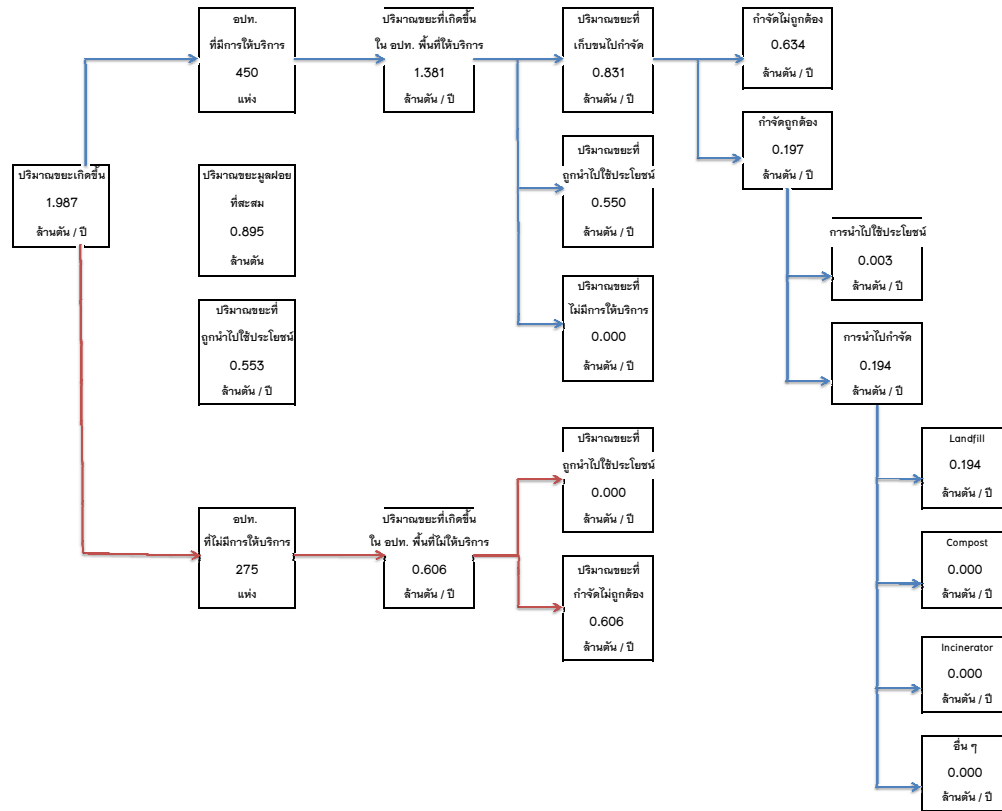 อปท.
ที่มีการให้บริการ
450
แห่ง
ปริมาณขยะที่เกิดขึ้น
ใน อปท. พื้นที่ให้บริการ
1.381
ล้านตัน / ปี
ปริมาณขยะที่
เก็บขนไปกำจัด
0.831
ล้านตัน / ปี
กำจัดไม่ถูกต้อง
0.634
ล้านตัน / ปี
กำจัดถูกต้อง
0.197
ล้านตัน / ปี
ปริมาณขยะเกิดขึ้น
1.987
ล้านตัน / ปี
ปริมาณขยะมูลฝอย
ที่สะสม
0.895
ล้านตัน
ปริมาณขยะที่
ถูกนำไปใช้ประโยชน์
0.550
ล้านตัน / ปี
การนำไปใช้ประโยชน์
0.003
ล้านตัน / ปี
ปริมาณขยะที่
ถูกนำไปใช้ประโยชน์
0.553
ล้านตัน / ปี
ปริมาณขยะที่
ไม่มีการให้บริการ
0.000
ล้านตัน / ปี
การนำไปกำจัด
0.194
ล้านตัน / ปี
ปริมาณขยะที่
ถูกนำไปใช้ประโยชน์
0.000
ล้านตัน / ปี
Landfill
0.194
ล้านตัน / ปี
อปท.
ที่ไม่มีการให้บริการ
275
แห่ง
ปริมาณขยะที่เกิดขึ้น
ใน อปท. พื้นที่ไม่ให้บริการ
0.606
ล้านตัน / ปี
ปริมาณขยะที่
กำจัดไม่ถูกต้อง
0.606
ล้านตัน / ปี
Compost
0.000
ล้านตัน / ปี
Incinerator
0.000
ล้านตัน / ปี
อื่น ๆ
0.000
ล้านตัน / ปี